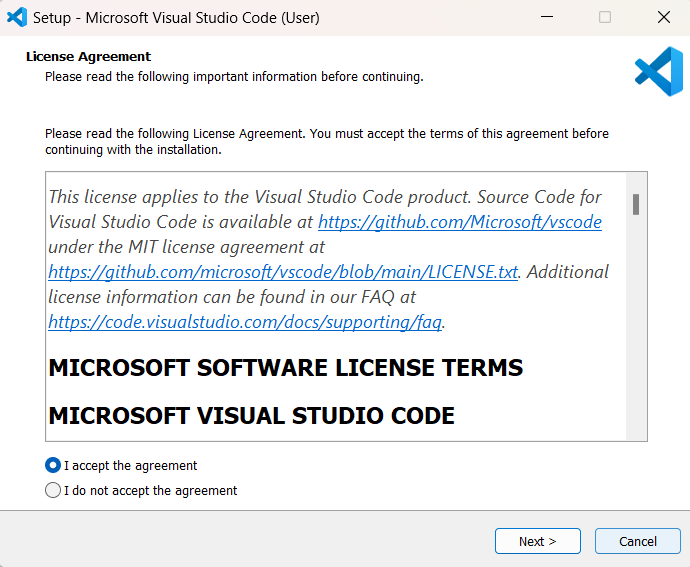 Setup - Microsoft Visual Studio Code (User)
License Agreement
Please read the following important information before continuing.
Please read the following License Agreement. You must accept the terms of this agreement before
continuing with the installation.
This license applies to the Visual Studio Code product. Source Code for
Visual Studio Code is available at https://github.com/Microsoft/vscode
under the MIT license agreement at
https://github.com/microsoft/vscode/blob/main/LICENSE.txt. Additional
license information can be found in our FAQ at
https://code.visualstudio.com/docs/supporting/faq.
MICROSOFT SOFTWARE LICENSE TERMS
MICROSOFT VISUAL STUDIO CODE
I accept the agreement
I do not accept the agreement
Next >
Cancel